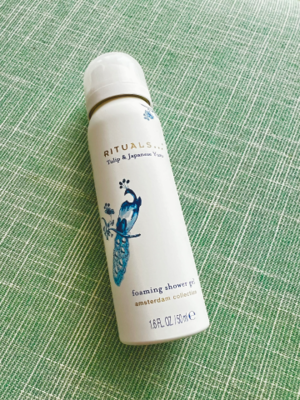 RITUALS...
Tulip & Japanese Yuzu
foaming shower gel
amsterdam collection
1.6 FL. OZ. / 50 ml e